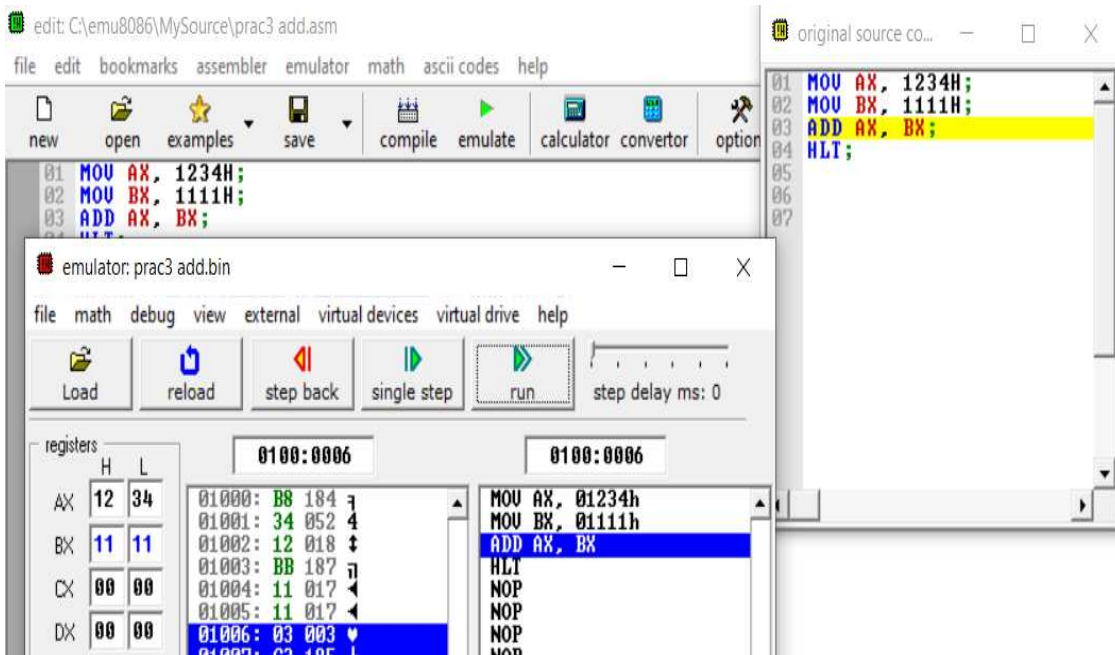 edit: C:\emu8086\MySource\prac3 add.asm
file edit bookmarks assembler emulator math ascii codes help
new open examples save compile emulate calculator convertor option
01 MOV AX, 1234H;
02 MOV BX, 1111H;
03 ADD AX, BX;
04 HLT;
original source co...
01 MOV AX, 1234H;
02 MOV BX, 1111H;
03 ADD AX, BX;
04 HLT;
05
06
07
emulator: prac3 add.bin
file math debug view external virtual devices virtual drive help
Load reload step back single step run step delay ms: 0
registers
H L
AX 12 34
BX 11 11
CX 00 00
DX 00 00
0100:0006
01000: B8 184 ╕
01001: 34 052 4
01002: 12 018 ↕
01003: BB 187 ╗
01004: 11 017 ◄
01005: 11 017 ◄
01006: 03 003 ♥
01007: C3 195
0100:0006
MOV AX, 01234h
MOV BX, 01111h
ADD AX, BX
HLT
NOP
NOP
NOP
NOP